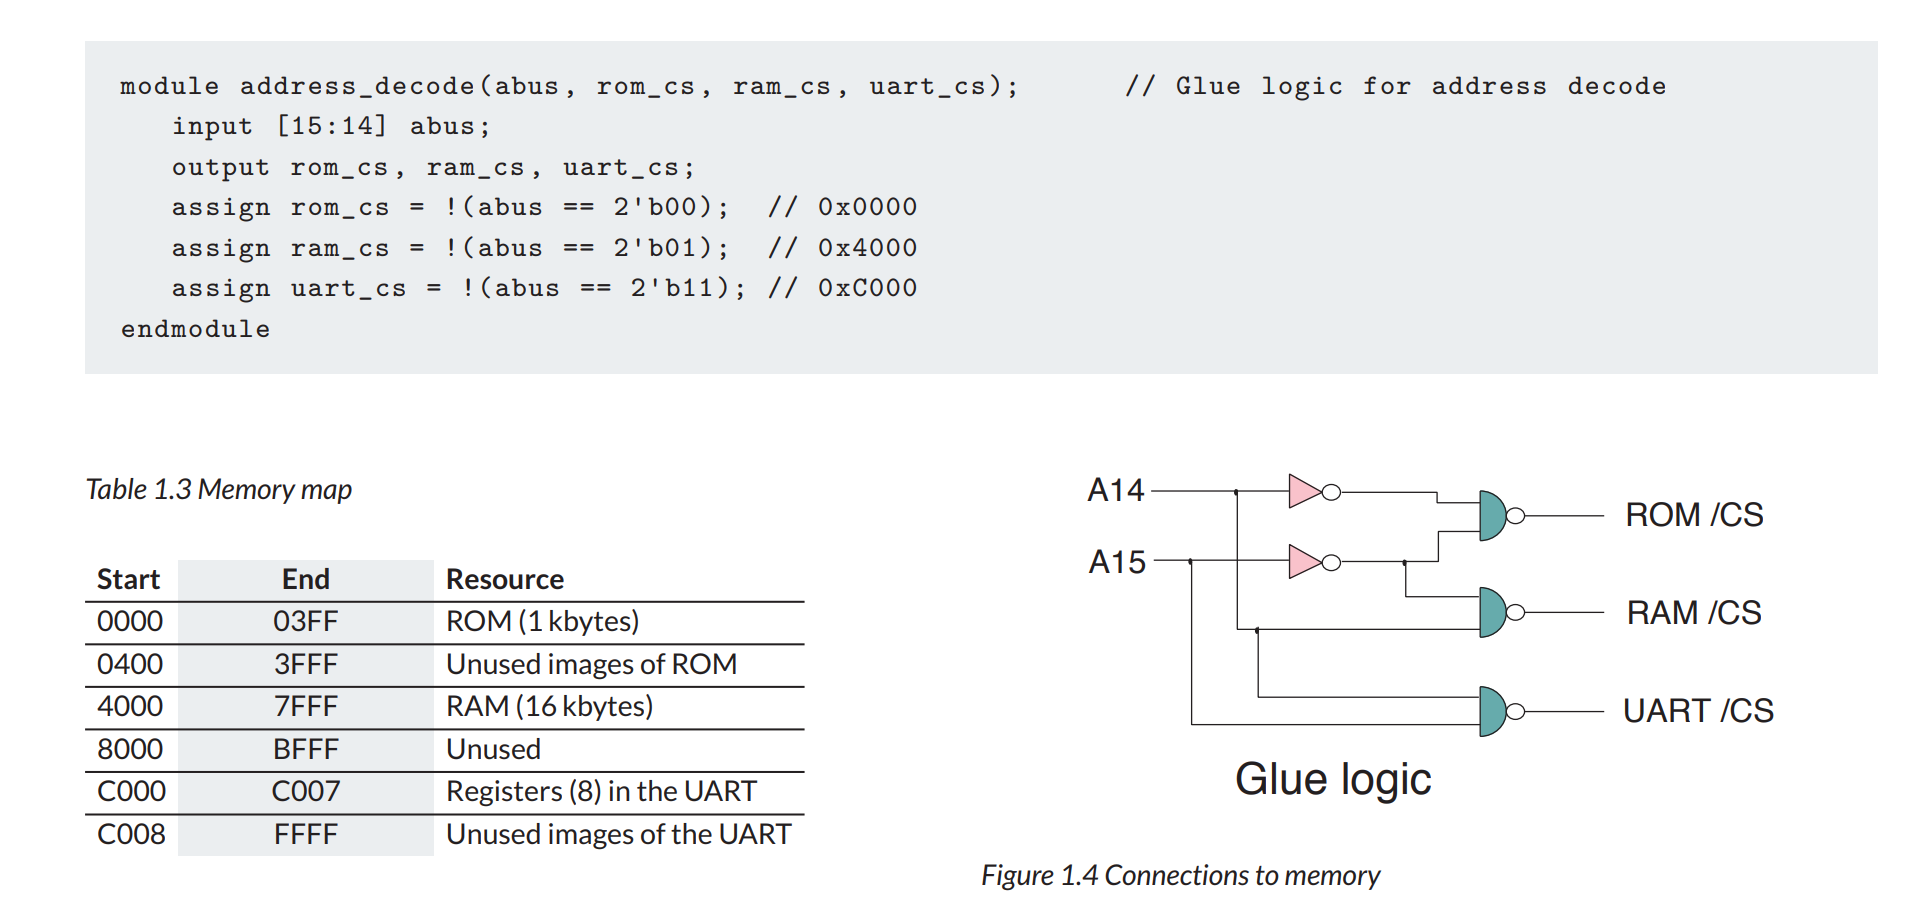 module address_decode(abus, rom_cs, ram_cs, uart_cs); // Glue logic for address decode
input [15:14] abus;
output rom_cs, ram_cs, uart_cs;
assign rom_cs = !(abus == 2'b00); // 0x0000
assign ram_cs = !(abus == 2'b01); // 0x4000
assign uart_cs = !(abus == 2'b11); // 0xC000
endmodule
Table 1.3 Memory map
Start End Resource
0000 03FF ROM (1 kbytes)
0400 3FFF Unused images of ROM
4000 7FFF RAM (16 kbytes)
8000 BFFF Unused
C000 C007 Registers (8) in the UART
C008 FFFF Unused images of the UART
A14
A15
ROM /CS
RAM /CS
UART /CS
Glue logic
Figure 1.4 Connections to memory